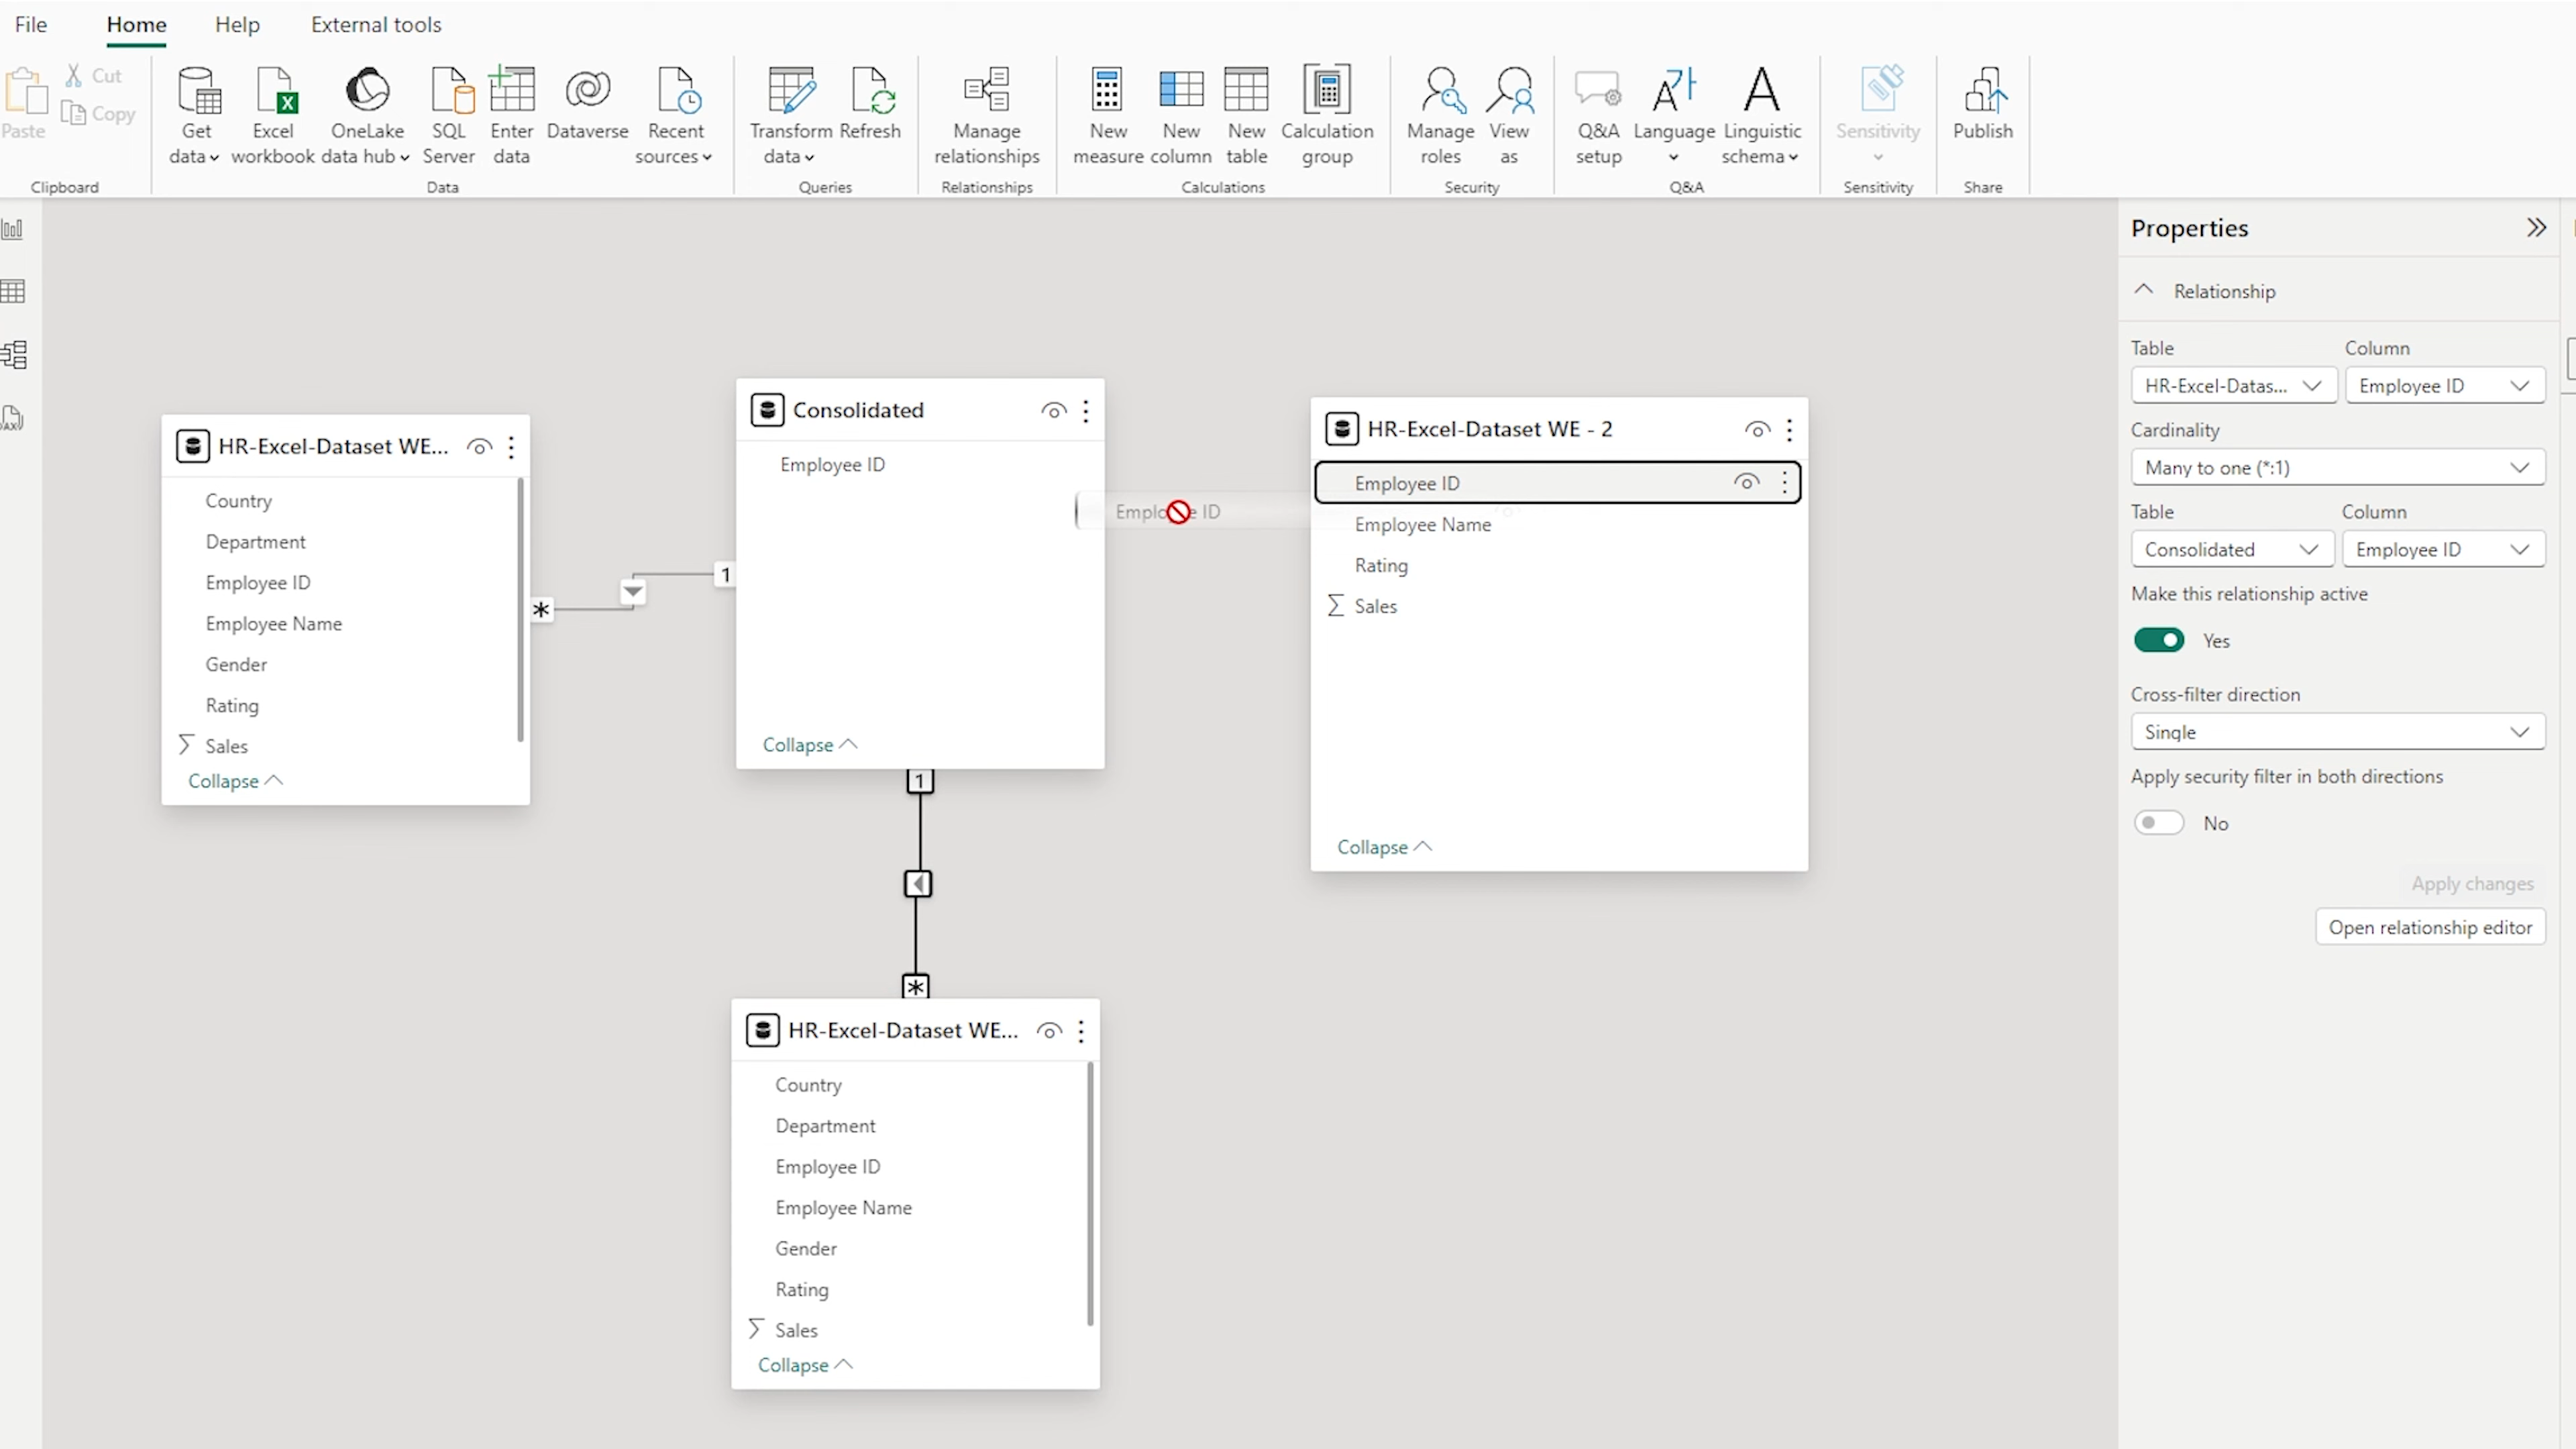 File Home Help External tools
Paste Cut Copy
Get data Excel workbook OneLake data hub SQL Server Enter data Dataverse Recent sources
Transform data Refresh
Manage relationships
New measure New column New table Calculation group
Manage roles View as
Q&A setup Language Linguistic schema
Sensitivity
Publish
Clipboard Data Queries Relationships Calculations Security Q&A Sensitivity Share
HR-Excel-Dataset WE...
Country
Department
Employee ID
Employee Name
Gender
Rating
Sales
Collapse
*
1
Consolidated
Employee ID
Collapse
Employee ID
1
*
HR-Excel-Dataset WE - 2
Employee ID
Employee Name
Rating
Sales
Collapse
HR-Excel-Dataset WE...
Country
Department
Employee ID
Employee Name
Gender
Rating
Sales
Collapse
Properties
Relationship
Table Column
HR-Excel-Datas... Employee ID
Cardinality
Many to one (*:1)
Table Column
Consolidated Employee ID
Make this relationship active
Yes
Cross-filter direction
Single
Apply security filter in both directions
No
Apply changes
Open relationship editor